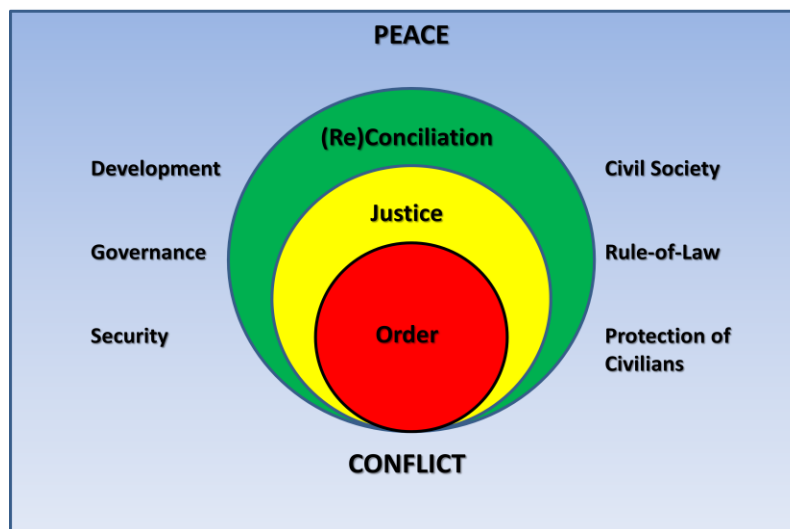 PEACE
(Re)Conciliation
Development
Civil Society
Justice
Governance
Rule-of-Law
Order
Security
Protection of
Civilians
CONFLICT